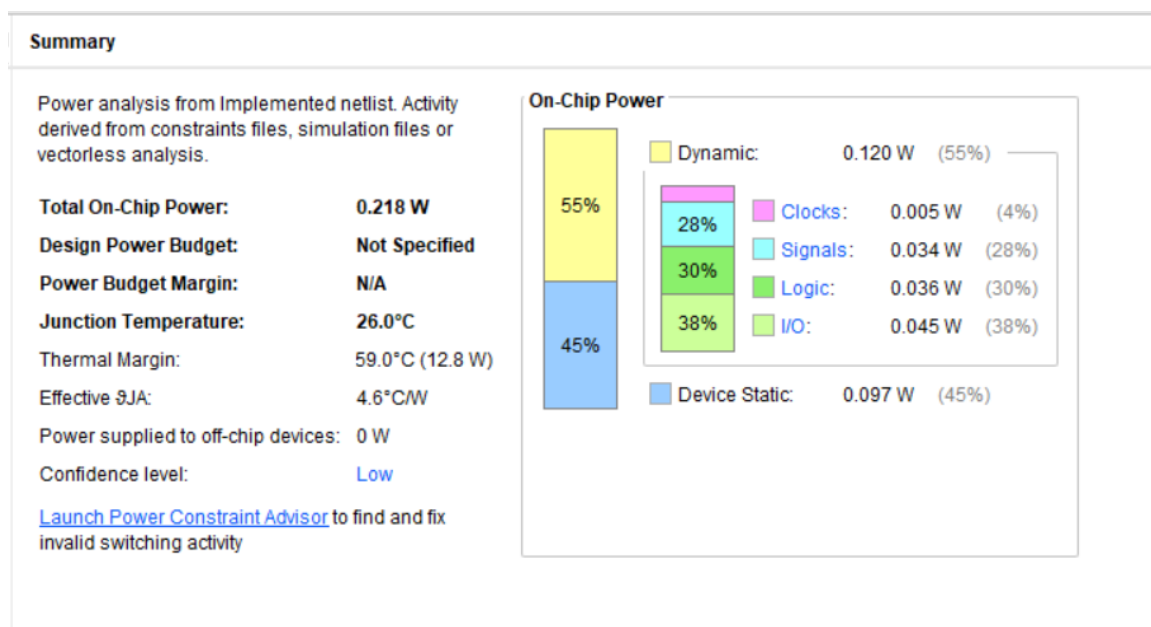 Summary
Power analysis from Implemented netlist. Activity
derived from constraints files, simulation files or
vectorless analysis.
Total On-Chip Power: 0.218 W
Design Power Budget: Not Specified
Power Budget Margin: N/A
Junction Temperature: 26.0°C
Thermal Margin: 59.0°C (12.8 W)
Effective ϑJA: 4.6°C/W
Power supplied to off-chip devices: 0 W
Confidence level: Low
Launch Power Constraint Advisor to find and fix
invalid switching activity
On-Chip Power
55%
45%
Dynamic: 0.120 W (55%)
28%
30%
38%
Clocks: 0.005 W (4%)
Signals: 0.034 W (28%)
Logic: 0.036 W (30%)
I/O: 0.045 W (38%)
Device Static: 0.097 W (45%)